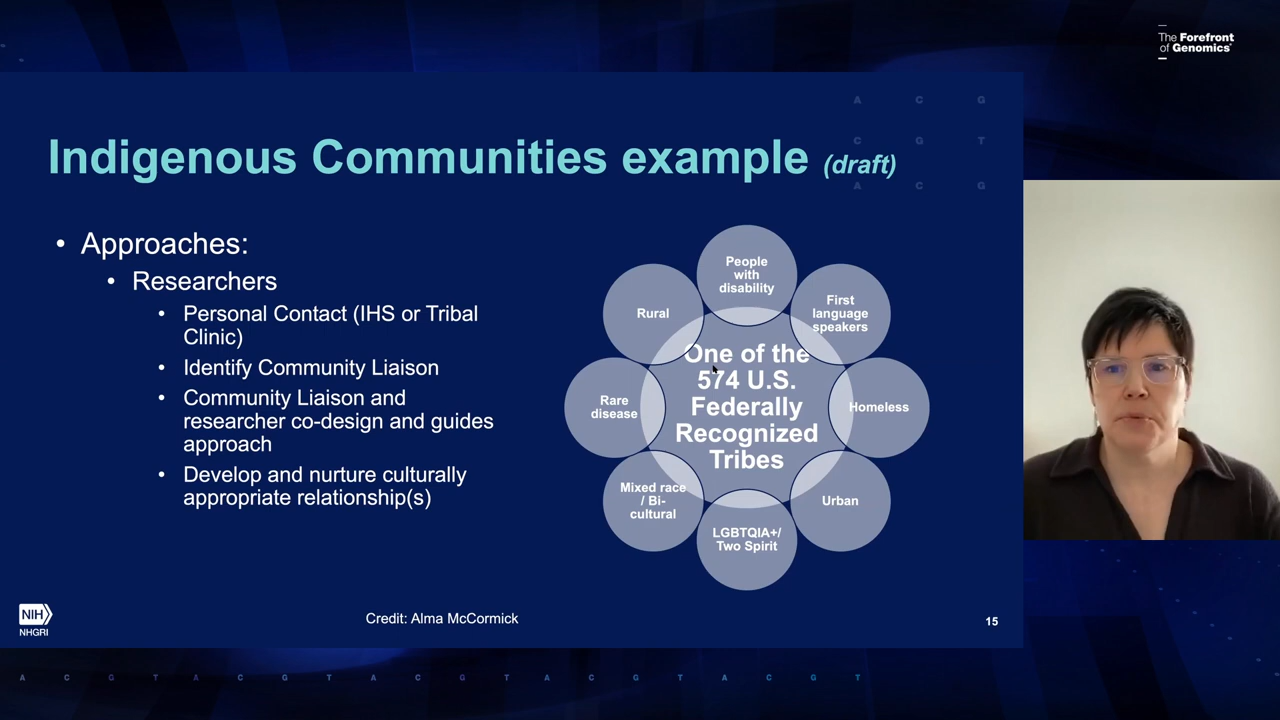 The Forefront
of Genomics®
A C G
C G T
A C G
Indigenous Communities example (draft)
• Approaches:
• Researchers
• Personal Contact (IHS or Tribal
Clinic)
• Identify Community Liaison
• Community Liaison and
researcher co-design and guides
approach
• Develop and nurture culturally
appropriate relationship(s)
People
with
disability
First
language
speakers
Homeless
Urban
LGBTQIA+/
Two Spirit
Mixed race
/ Bi-
cultural
Rare
disease
Rural
One of the
574 U.S.
Federally
Recognized
Tribes
NIH
NHGRI
Credit: Alma McCormick
15
A C G T A C G T A C G T A C G T A C G T